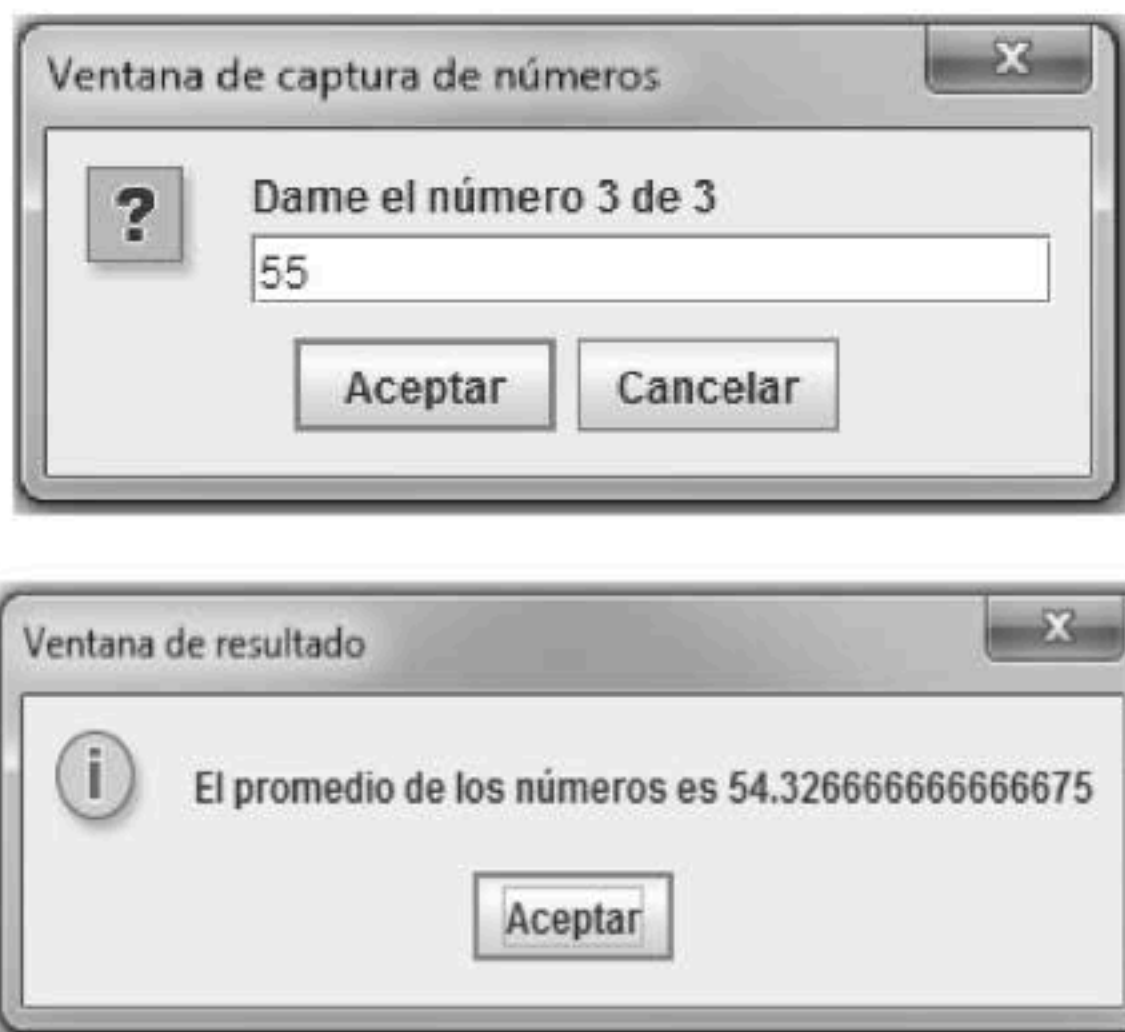 Ventana de captura de números
X
?
Dame el número 3 de 3
55
Aceptar Cancelar
Ventana de resultado
X
i
El promedio de los números es 54.326666666666675
Aceptar